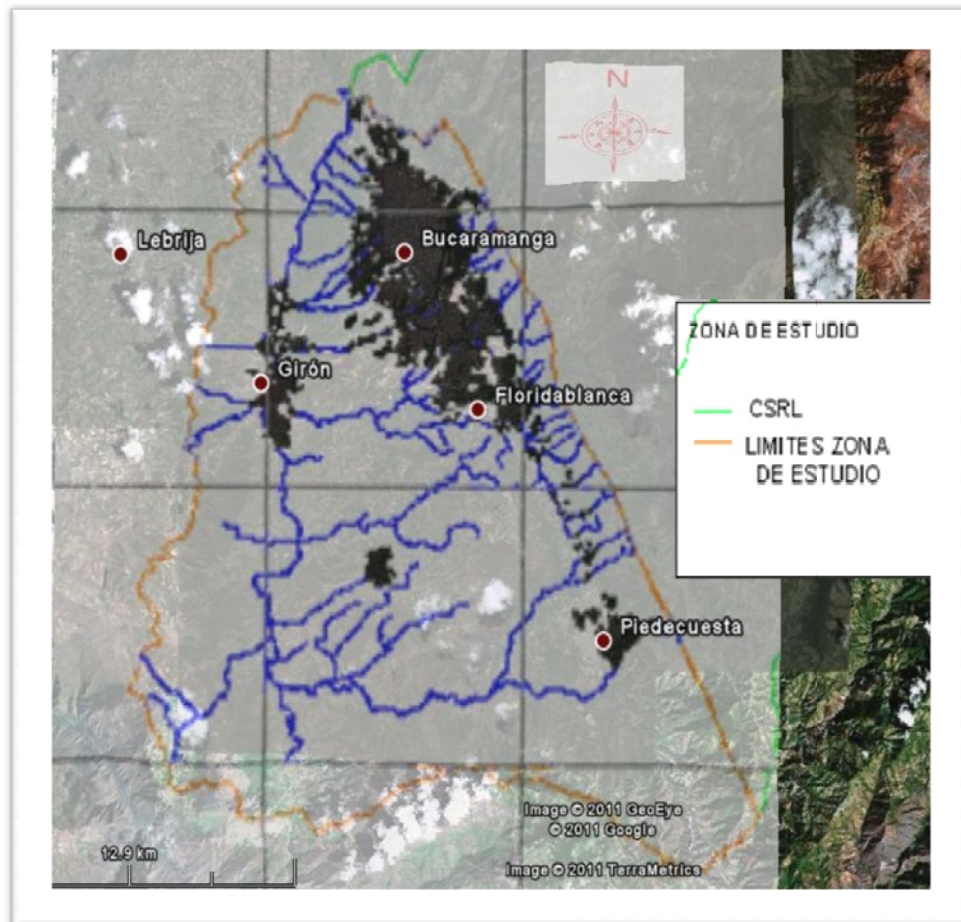 N
Lebrija
Bucaramanga
ZONA DE ESTUDIO
Girón
Floridablanca
CSRL
LIMITES ZONA
DE ESTUDIO
Piedecuesta
Image © 2011 GeoEye
© 2011 Google
12.9 km
Image © 2011 TerraMetrics